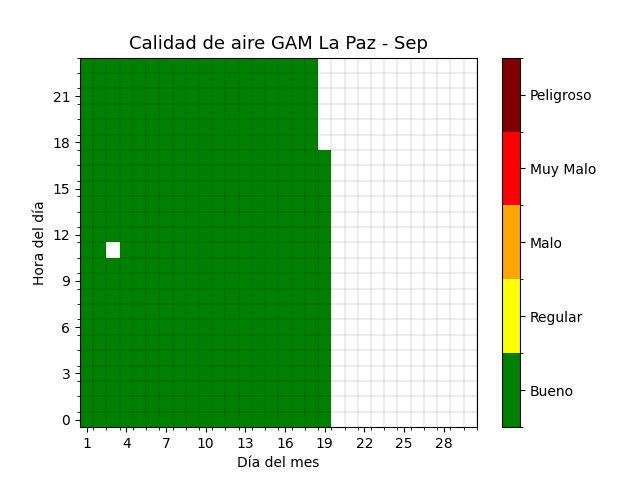 Calidad de aire GAM La Paz - Sep
Hora del día
21
18
15
12
9
6
3
0
1 4 7 10 13 16 19 22 25 28
Día del mes
Peligroso
Muy Malo
Malo
Regular
Bueno